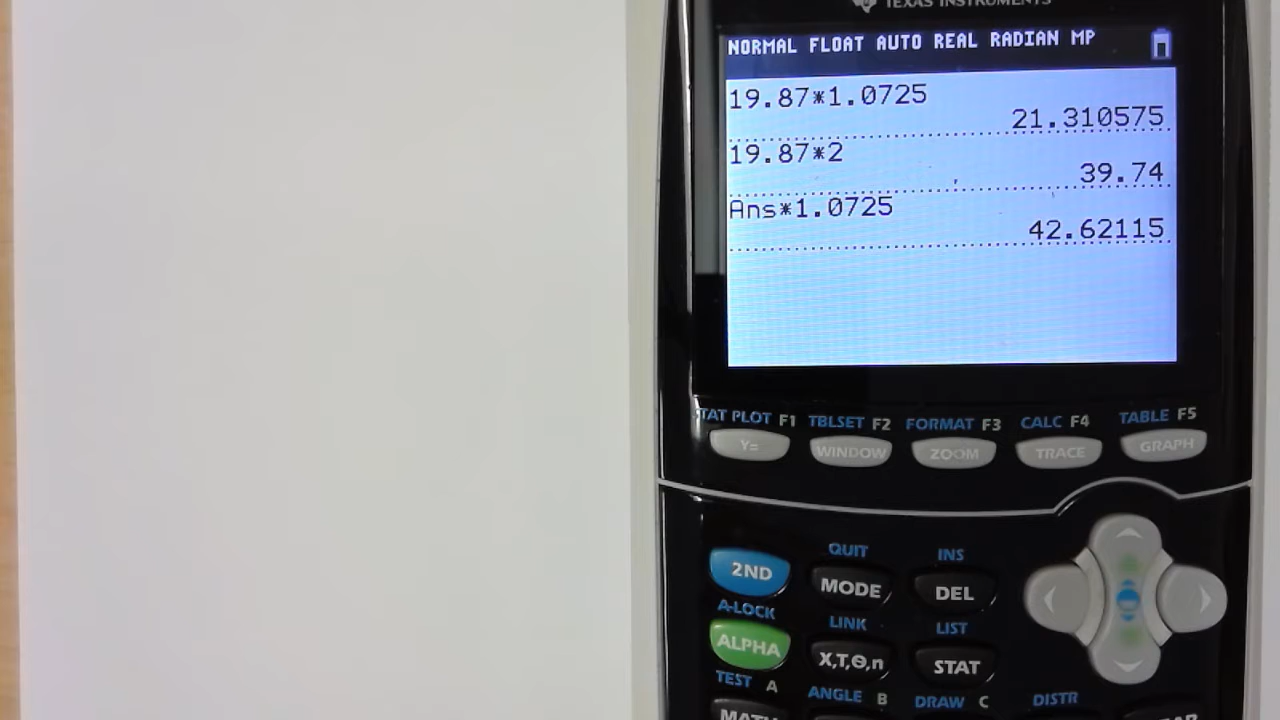 TEXAS INSTRUMENTS
NORMAL FLOAT AUTO REAL RADIAN MP
19.87*1.0725
21.310575
19.87*2
39.74
Ans*1.0725
42.62115
STAT PLOT F1 TBLSET F2 FORMAT F3 CALC F4 TABLE F5
Y= WINDOW ZOOM TRACE GRAPH
QUIT INS
2ND MODE DEL
A-LOCK LINK LIST
ALPHA X,T,Θ,n STAT
TEST A ANGLE B DRAW C DISTR
MATH